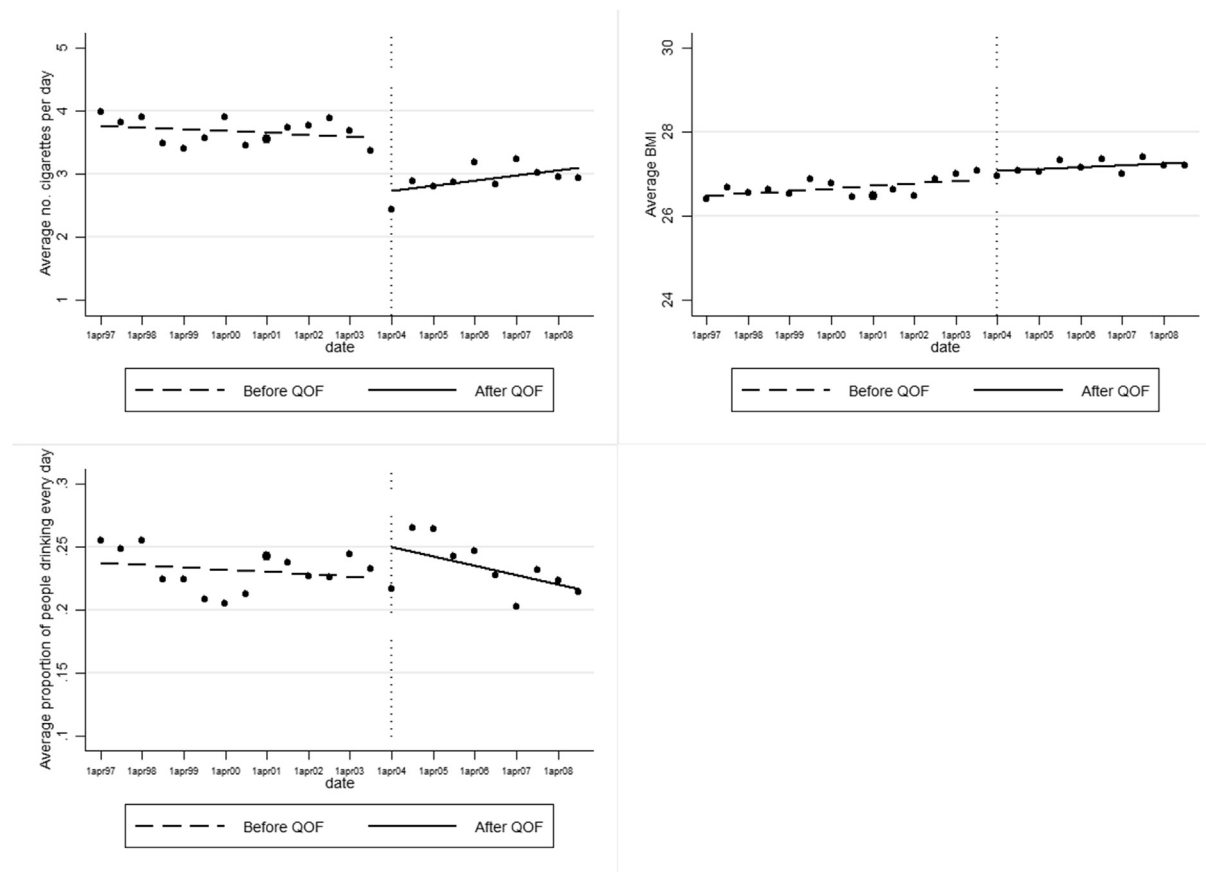 Average no. cigarettes per day
5
4
3
2
1
1apr97 1apr98 1apr99 1apr00 1apr01 1apr02 1apr03 1apr04 1apr05 1apr06 1apr07 1apr08
date
Before QOF After QOF
Average BMI
30
28
26
24
1apr97 1apr98 1apr99 1apr00 1apr01 1apr02 1apr03 1apr04 1apr05 1apr06 1apr07 1apr08
date
Before QOF After QOF
Average proportion of people drinking every day
.3
.25
.2
.15
.1
1apr97 1apr98 1apr99 1apr00 1apr01 1apr02 1apr03 1apr04 1apr05 1apr06 1apr07 1apr08
date
Before QOF After QOF